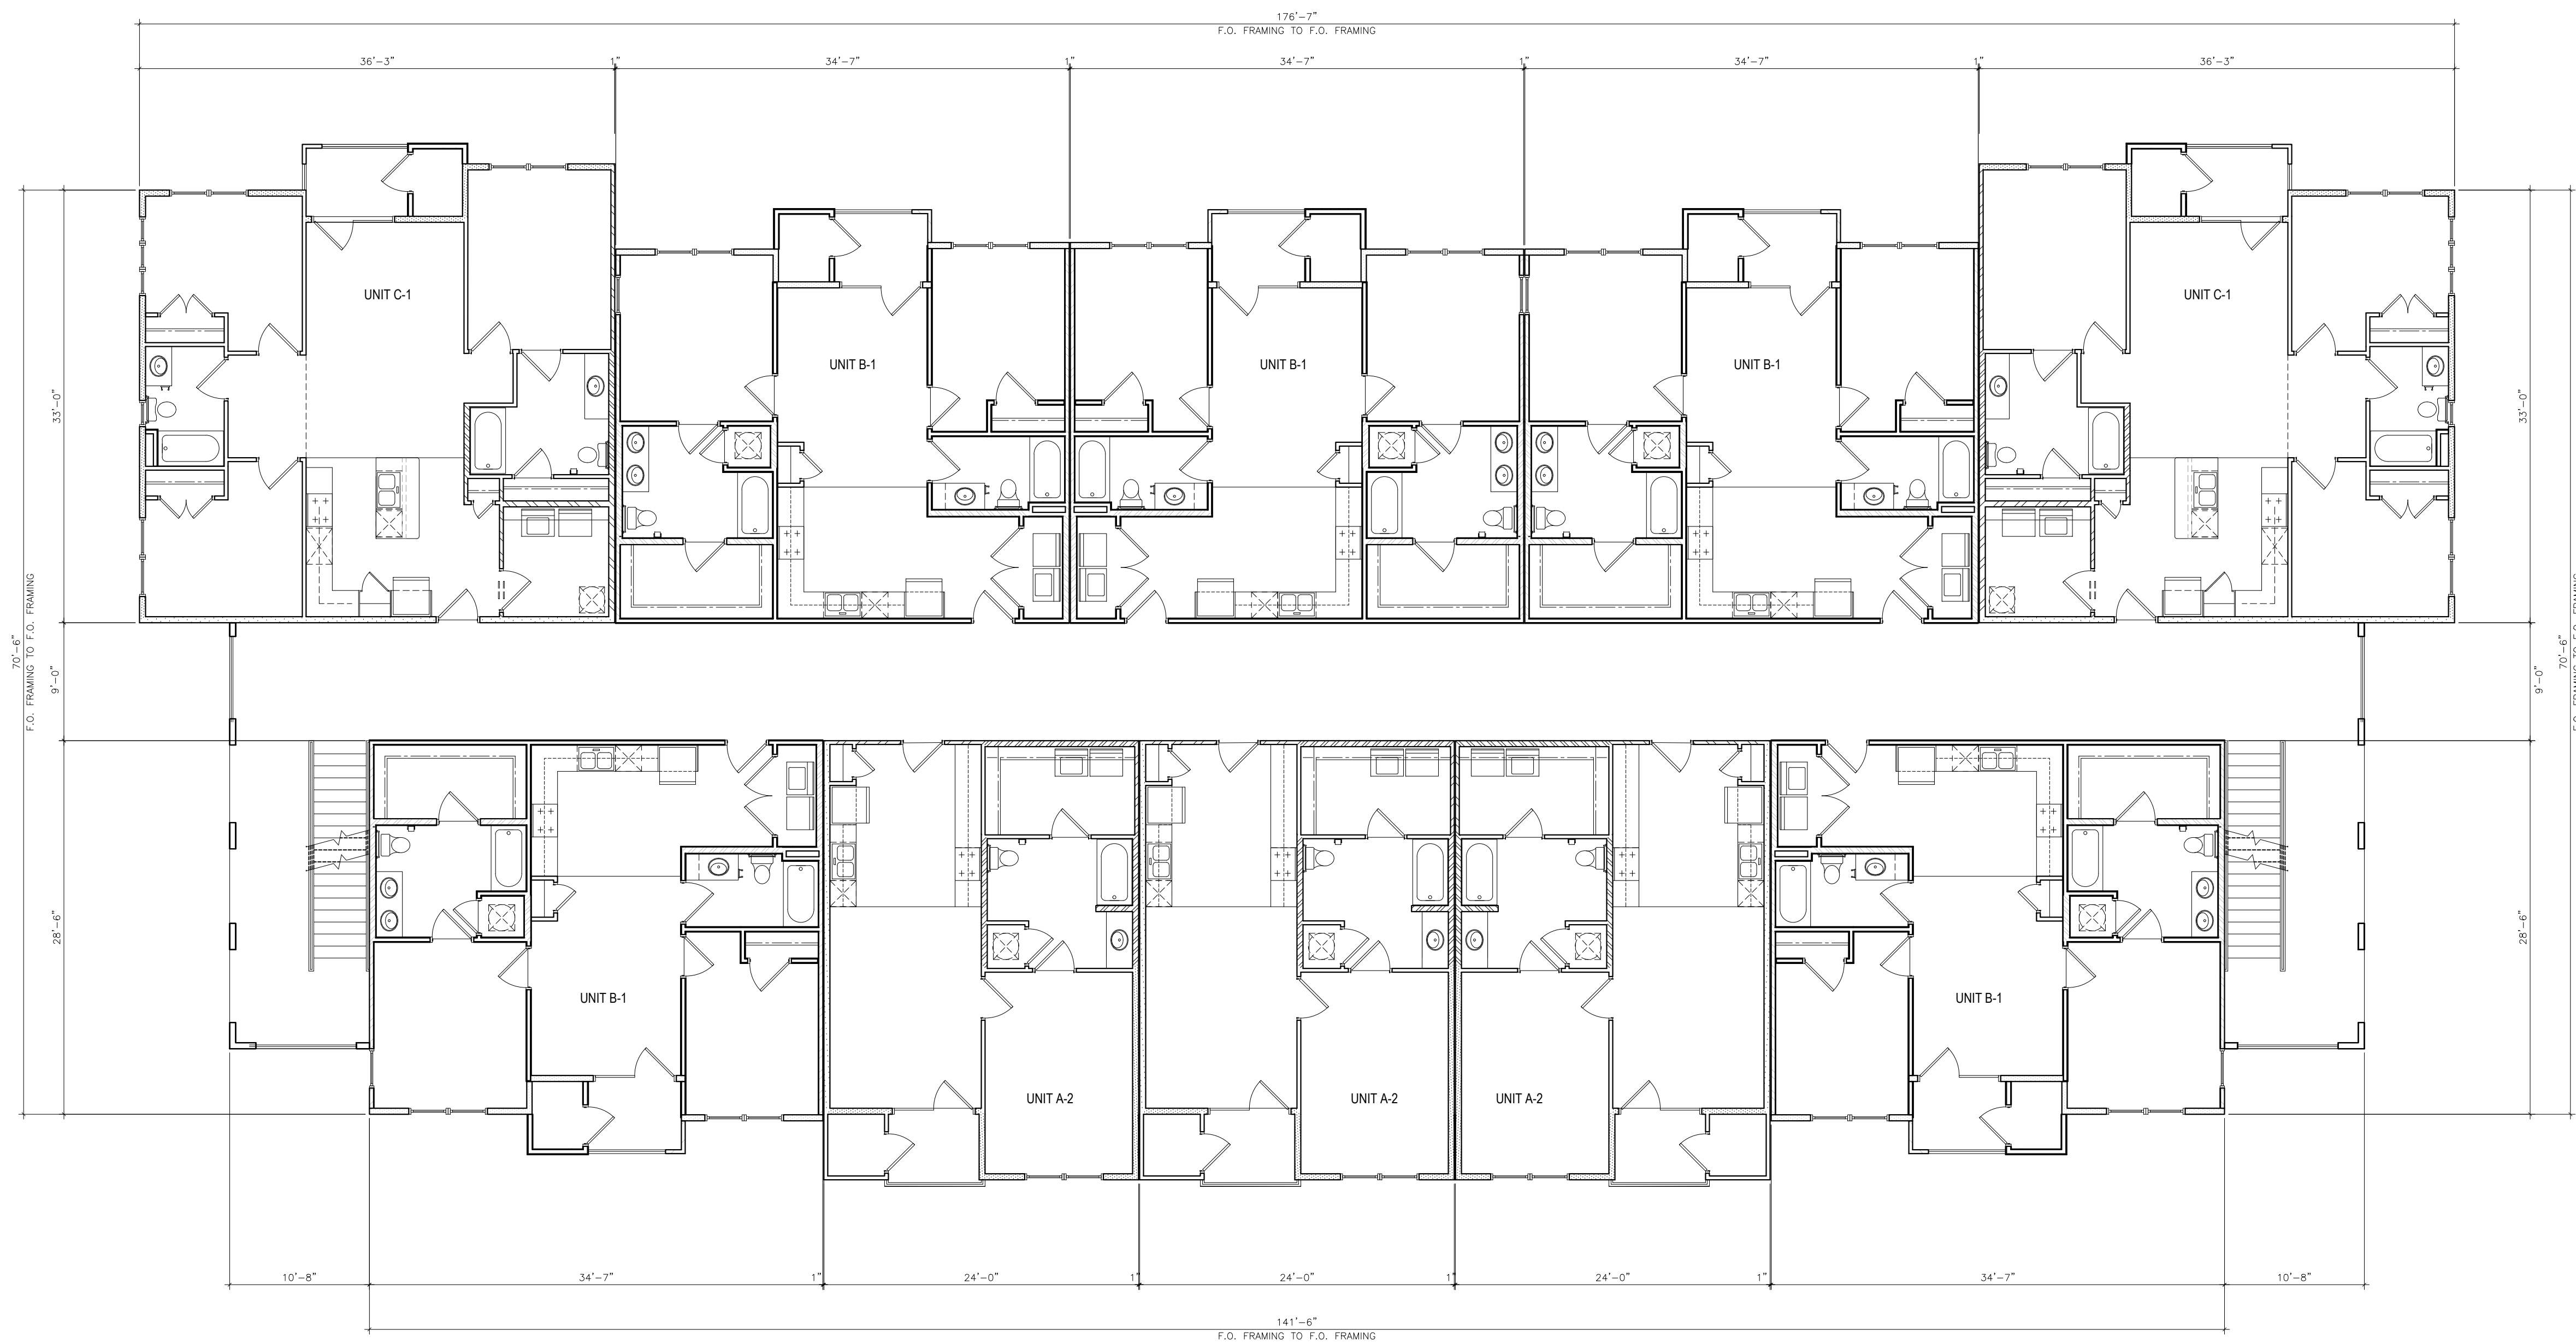 176'-7"
F.O. FRAMING TO F.O. FRAMING
36'-3"
1"
34'-7"
1"
34'-7"
1"
34'-7"
1"
36'-3"
UNIT C-1
UNIT C-1
UNIT B-1
UNIT B-1
UNIT B-1
33'-0"
33'-0"
70'-6"
F.O. FRAMING TO F.O. FRAMING
9'-0"
9'-0"
70'-6"
F.O. FRAMING TO F.O. FRAMING
28'-6"
28'-6"
UNIT B-1
UNIT B-1
UNIT A-2
UNIT A-2
UNIT A-2
10'-8"
34'-7"
1"
24'-0"
1"
24'-0"
1"
24'-0"
1"
34'-7"
10'-8"
141'-6"
F.O. FRAMING TO F.O. FRAMING